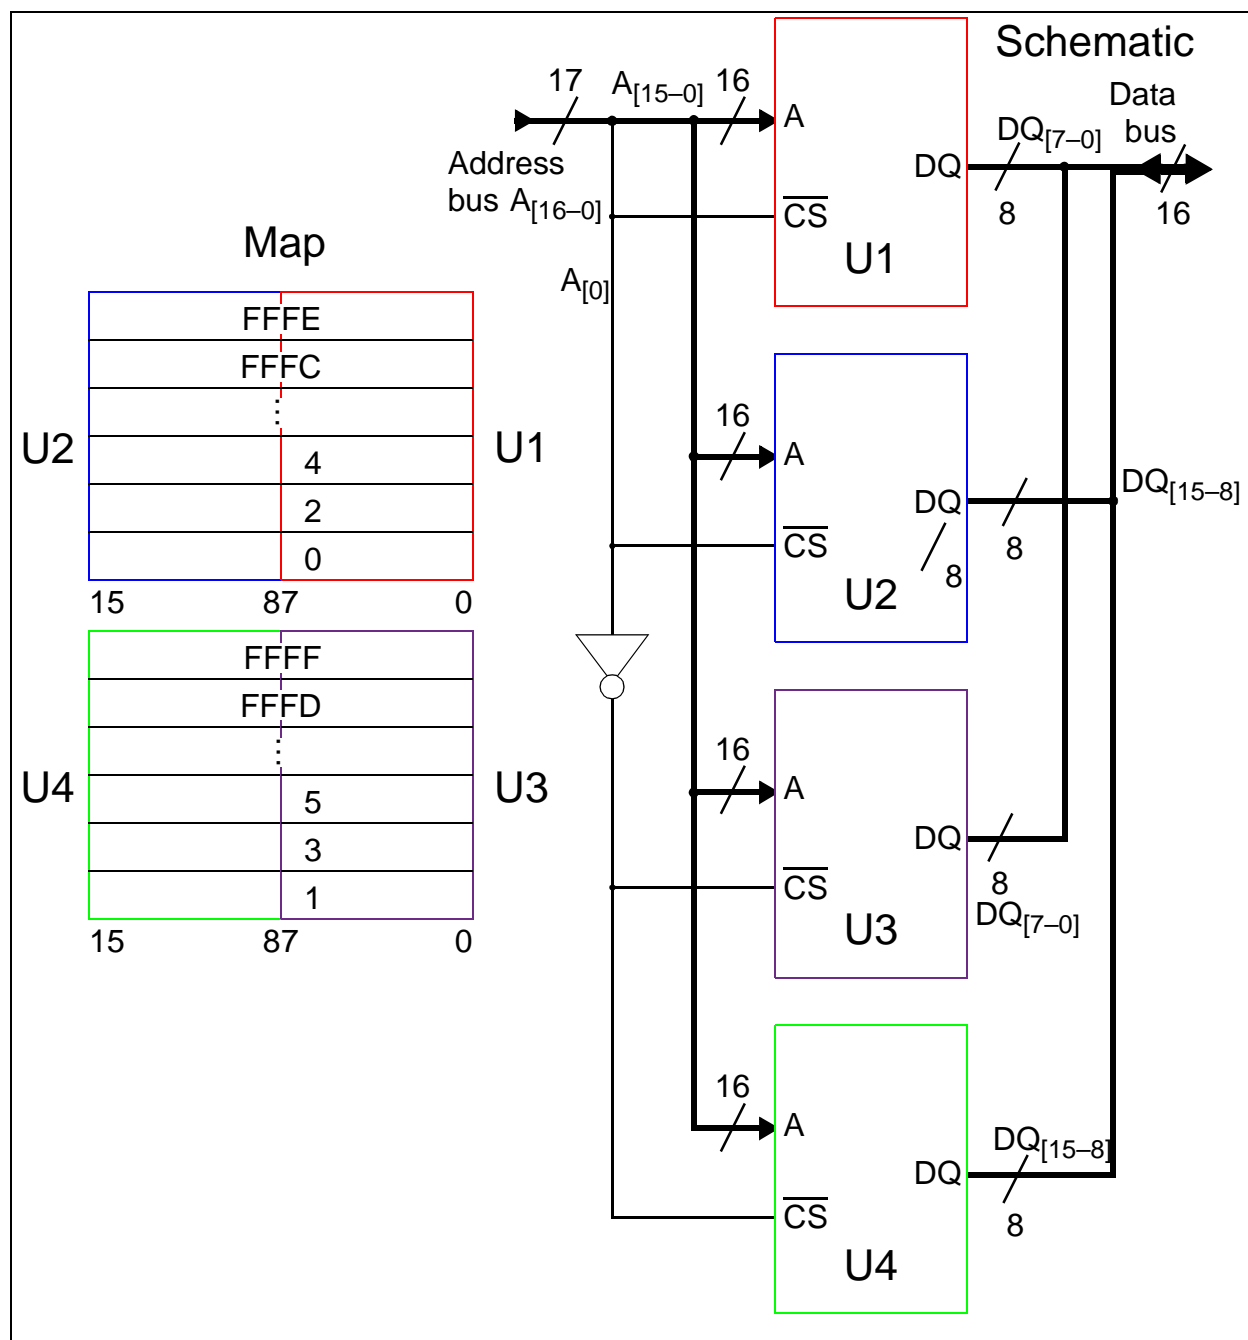 Schematic
17
A[15–0]
16
Data
bus
A
DQ[7–0]
Address
bus A[16–0]
DQ
8
16
CS
U1
Map
A[0]
FFFE
FFFC
⋮
U2
U1
4
2
0
15
87
0
16
A
DQ
DQ[15–8]
CS
8
8
U2
FFFF
FFFD
⋮
U4
U3
5
3
1
15
87
0
16
A
DQ
CS
8
DQ[7–0]
U3
16
A
DQ[15–8]
DQ
CS
8
U4